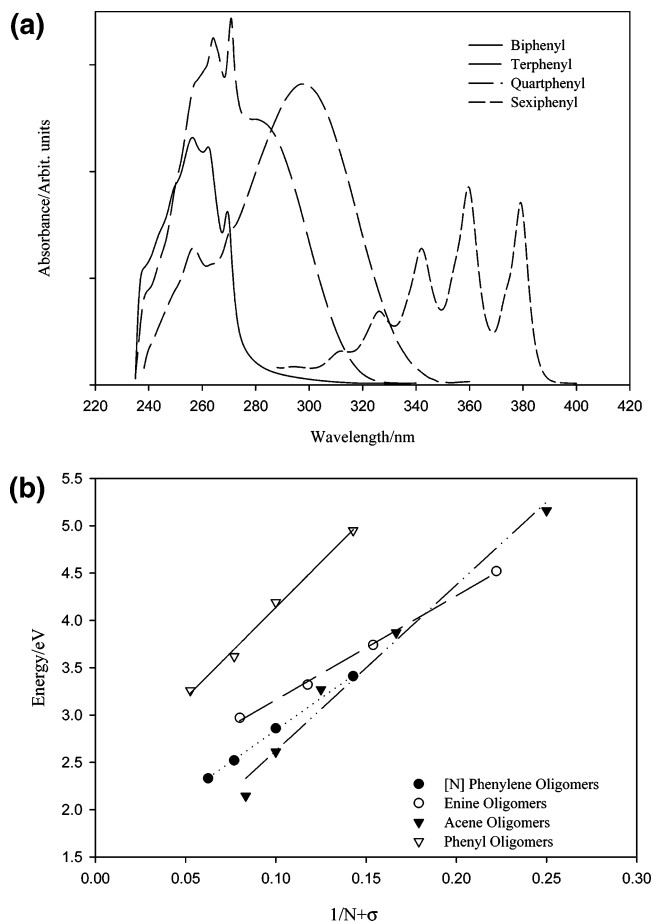 (a)
Absorbance/Arbit. units
Biphenyl
Terphenyl
Quartphenyl
Sexiphenyl
220 240 260 280 300 320 340 360 380 400 420
Wavelength/nm
(b)
Energy/eV
5.5
5.0
4.5
4.0
3.5
3.0
2.5
2.0
1.5
[N] Phenylene Oligomers
Enine Oligomers
Acene Oligomers
Phenyl Oligomers
0.00 0.05 0.10 0.15 0.20 0.25 0.30
1/N+σ